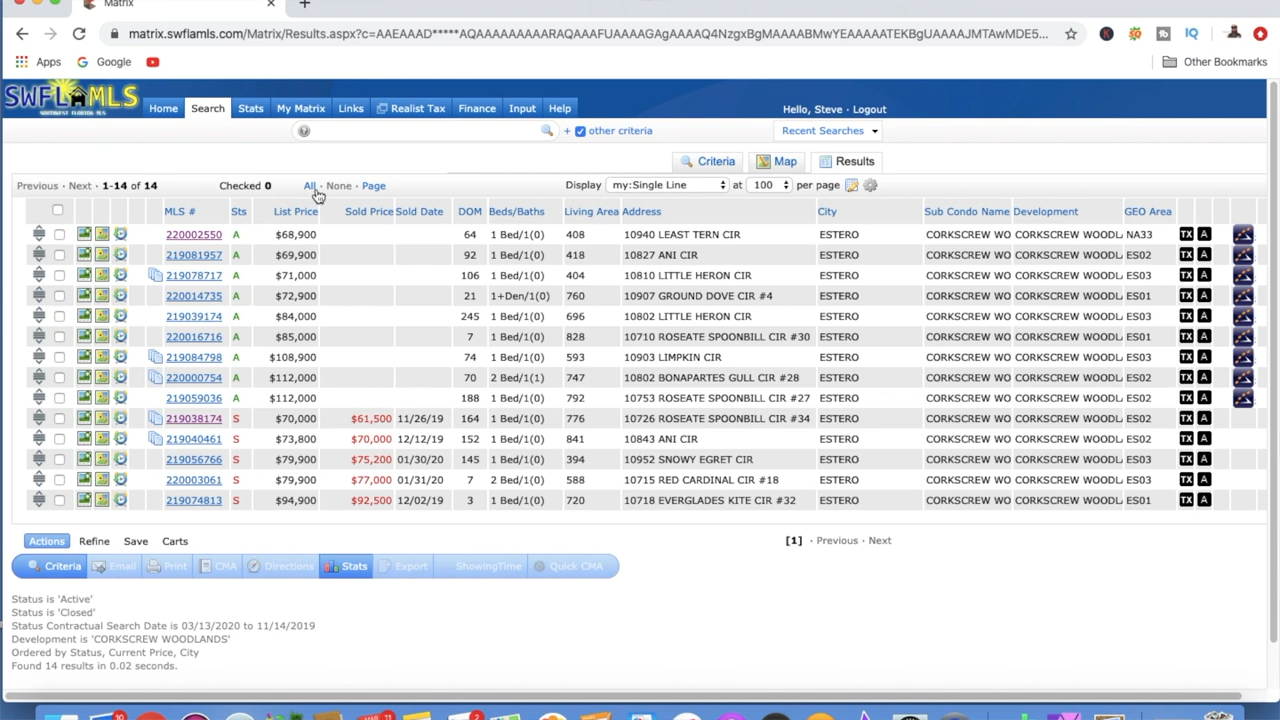 Matrix
matrix.swflamls.com/Matrix/Results.aspx?c=AAEAAAD*****AQAAAAAAAAARAQAAAFUAAAAGAgAAAAQ4NzgxBgMAAAABMwYEAAAAATEKBgUAAAAJMTAwMDE5...
Apps Google Other Bookmarks
SWFLAMLS
SOUTHWEST FLORIDA MLS
Home Search Stats My Matrix Links Realist Tax Finance Input Help Hello, Steve · Logout
+ other criteria Recent Searches
Criteria Map Results
Previous · Next · 1-14 of 14 Checked 0 All · None · Page Display my:Single Line at 100 per page
MLS # Sts List Price Sold Price Sold Date DOM Beds/Baths Living Area Address City Sub Condo Name Development GEO Area
220002550 A $68,900 64 1 Bed/1(0) 408 10940 LEAST TERN CIR ESTERO CORKSCREW WO CORKSCREW WOODL NA33 TX A
219081957 A $69,900 92 1 Bed/1(0) 418 10827 ANI CIR ESTERO CORKSCREW WO CORKSCREW WOODL ES02 TX A
219078717 A $71,000 106 1 Bed/1(0) 404 10810 LITTLE HERON CIR ESTERO CORKSCREW WO CORKSCREW WOODL ES03 TX A
220014735 A $72,900 21 1+Den/1(0) 760 10907 GROUND DOVE CIR #4 ESTERO CORKSCREW WO CORKSCREW WOODL ES01 TX A
219039174 A $84,000 245 1 Bed/1(0) 696 10802 LITTLE HERON CIR ESTERO CORKSCREW WO CORKSCREW WOODL ES03 TX A
220016716 A $85,000 7 1 Bed/1(0) 828 10710 ROSEATE SPOONBILL CIR #30 ESTERO CORKSCREW WO CORKSCREW WOODL ES01 TX A
219084798 A $108,900 74 1 Bed/1(0) 593 10903 LIMPKIN CIR ESTERO CORKSCREW WO CORKSCREW WOODL ES03 TX A
220000754 A $112,000 70 2 Bed/1(1) 747 10802 BONAPARTES GULL CIR #28 ESTERO CORKSCREW WO CORKSCREW WOODL ES02 TX A
219059036 A $112,000 188 1 Bed/1(0) 792 10753 ROSEATE SPOONBILL CIR #27 ESTERO CORKSCREW WO CORKSCREW WOODL ES02 TX A
219038174 S $70,000 $61,500 11/26/19 164 1 Bed/1(0) 776 10726 ROSEATE SPOONBILL CIR #34 ESTERO CORKSCREW WO CORKSCREW WOODL ES02 TX A
219040461 S $73,800 $70,000 12/12/19 152 1 Bed/1(0) 841 10843 ANI CIR ESTERO CORKSCREW WO CORKSCREW WOODL ES02 TX A
219056766 S $79,900 $75,200 01/30/20 145 1 Bed/1(0) 394 10952 SNOWY EGRET CIR ESTERO CORKSCREW WO CORKSCREW WOODL ES03 TX A
220003061 S $79,900 $77,000 01/31/20 7 2 Bed/1(0) 588 10715 RED CARDINAL CIR #18 ESTERO CORKSCREW WO CORKSCREW WOODL ES03 TX A
219074813 S $94,900 $92,500 12/02/19 3 1 Bed/1(0) 720 10718 EVERGLADES KITE CIR #32 ESTERO CORKSCREW WO CORKSCREW WOODL ES01 TX A
Actions Refine Save Carts [1] · Previous · Next
Criteria Email Print CMA Directions Stats Export ShowingTime Quick CMA
Status is 'Active'
Status is 'Closed'
Status Contractual Search Date is 03/13/2020 to 11/14/2019
Development is 'CORKSCREW WOODLANDS'
Ordered by Status, Current Price, City
Found 14 results in 0.02 seconds.